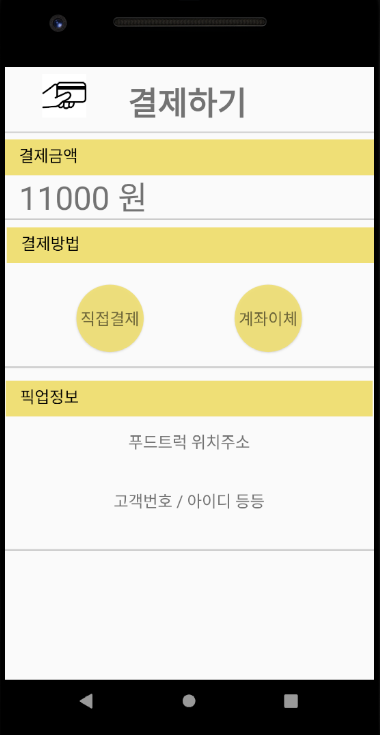 결제하기
결제금액
11000 원
결제방법
직접결제
계좌이체
픽업정보
푸드트럭 위치주소
고객번호 / 아이디 등등